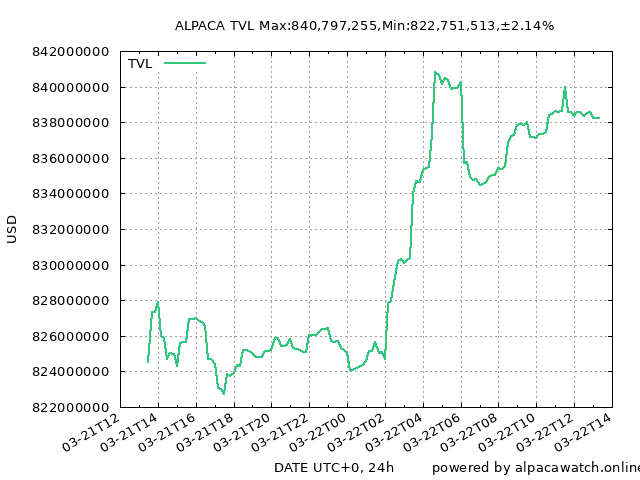 ALPACA TVL Max:840,797,255,Min:822,751,513,±2.14%
TVL
842000000
840000000
838000000
836000000
834000000
832000000
830000000
828000000
826000000
824000000
822000000
USD
03-21T12
03-21T14
03-21T16
03-21T18
03-21T20
03-21T22
03-22T00
03-22T02
03-22T04
03-22T06
03-22T08
03-22T10
03-22T12
03-22T14
DATE UTC+0, 24h
powered by alpacawatch.online